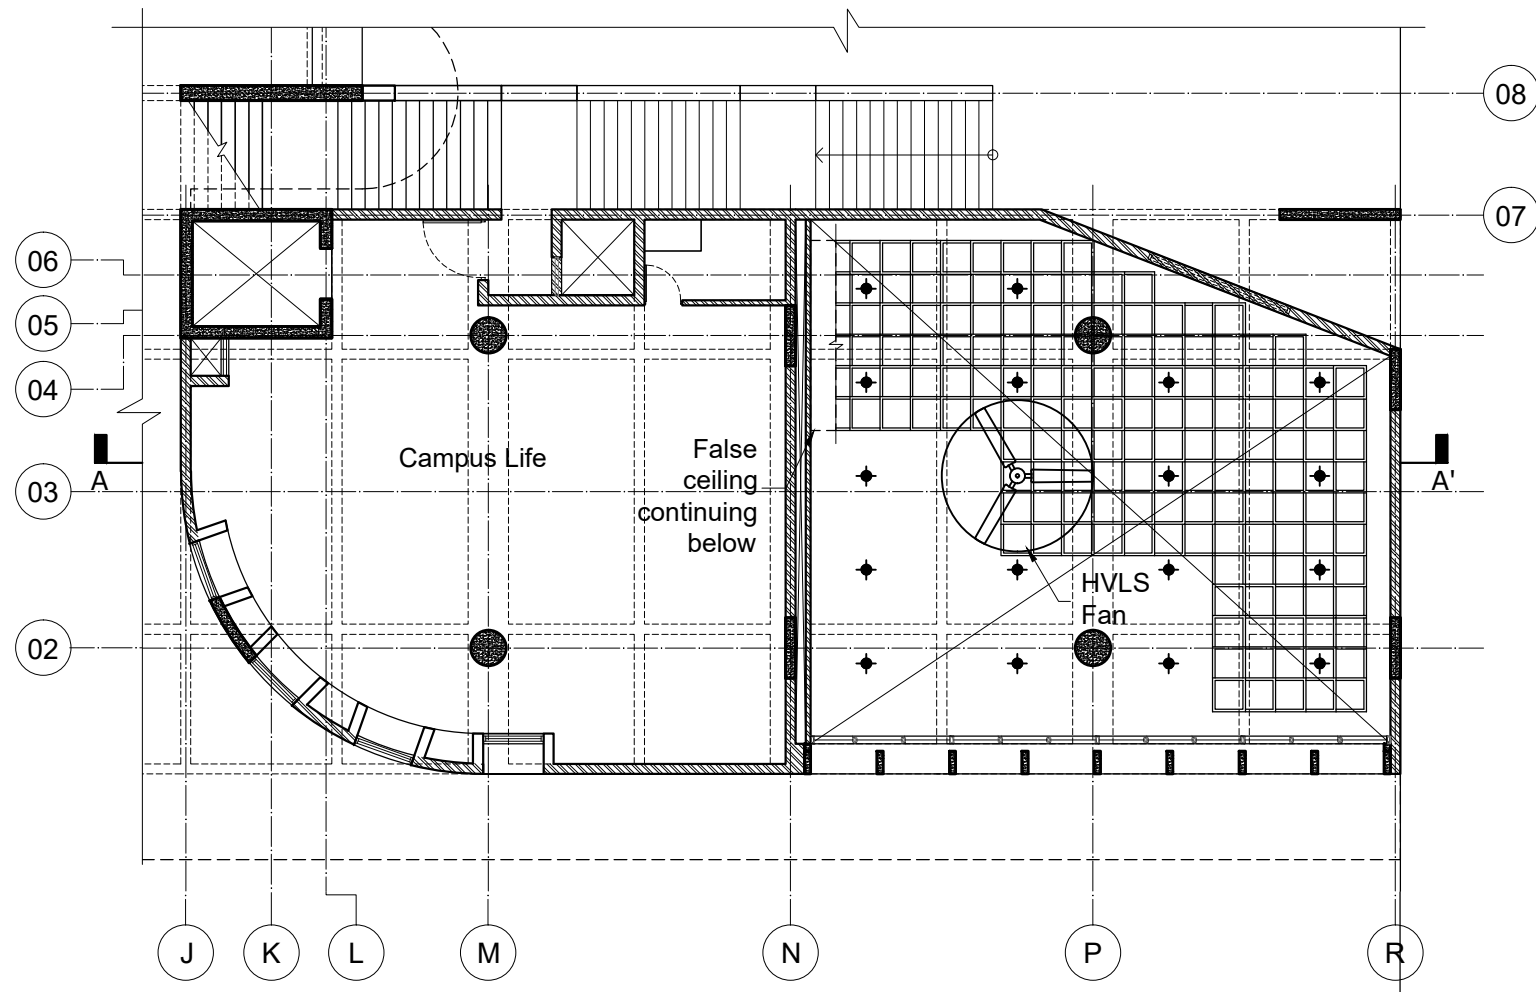 08
07
06
05
04
A
03
02
Campus Life
False
ceiling
continuing
below
HVLS
Fan
A'
J
K
L
M
N
P
R